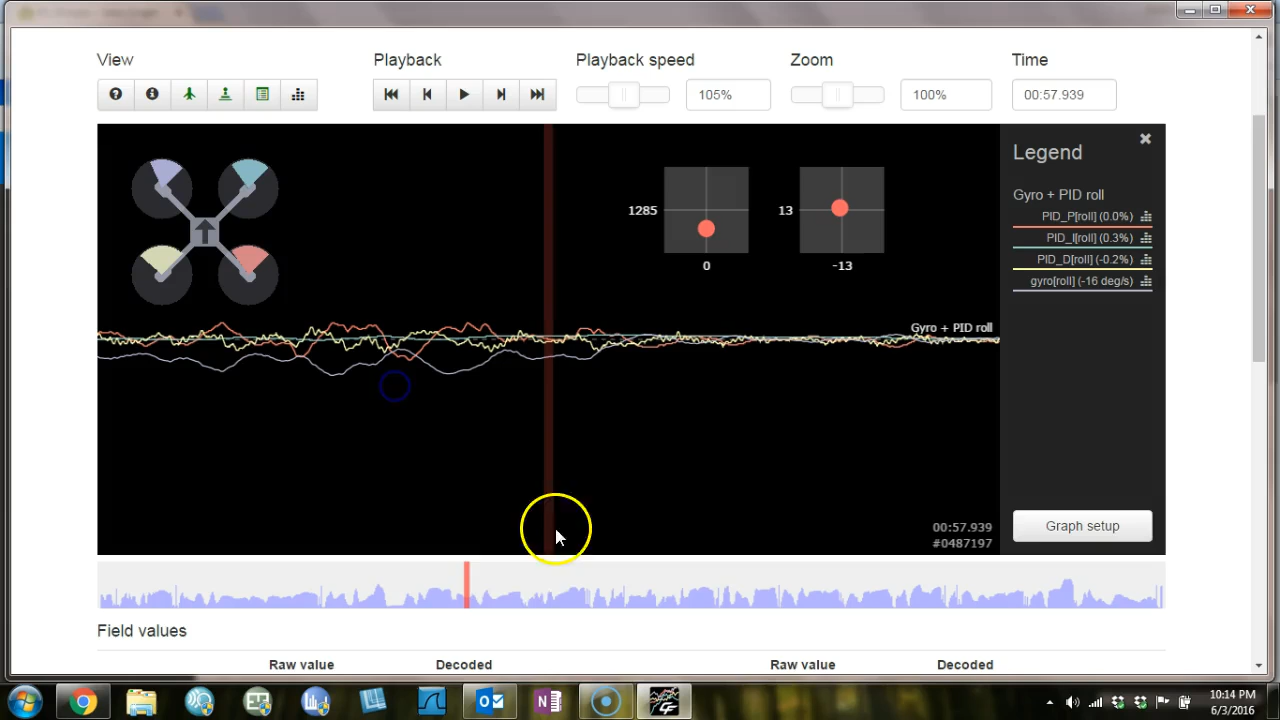 View
Playback
Playback speed
Zoom
Time
105%
100%
00:57.939
Legend
Gyro + PID roll
PID_P[roll] (0.0%)
PID_I[roll] (0.3%)
PID_D[roll] (-0.2%)
gyro[roll] (-16 deg/s)
1285
13
0
-13
Gyro + PID roll
00:57.939
#0487197
Graph setup
Field values
Raw value
Decoded
Raw value
Decoded
10:14 PM
6/3/2016